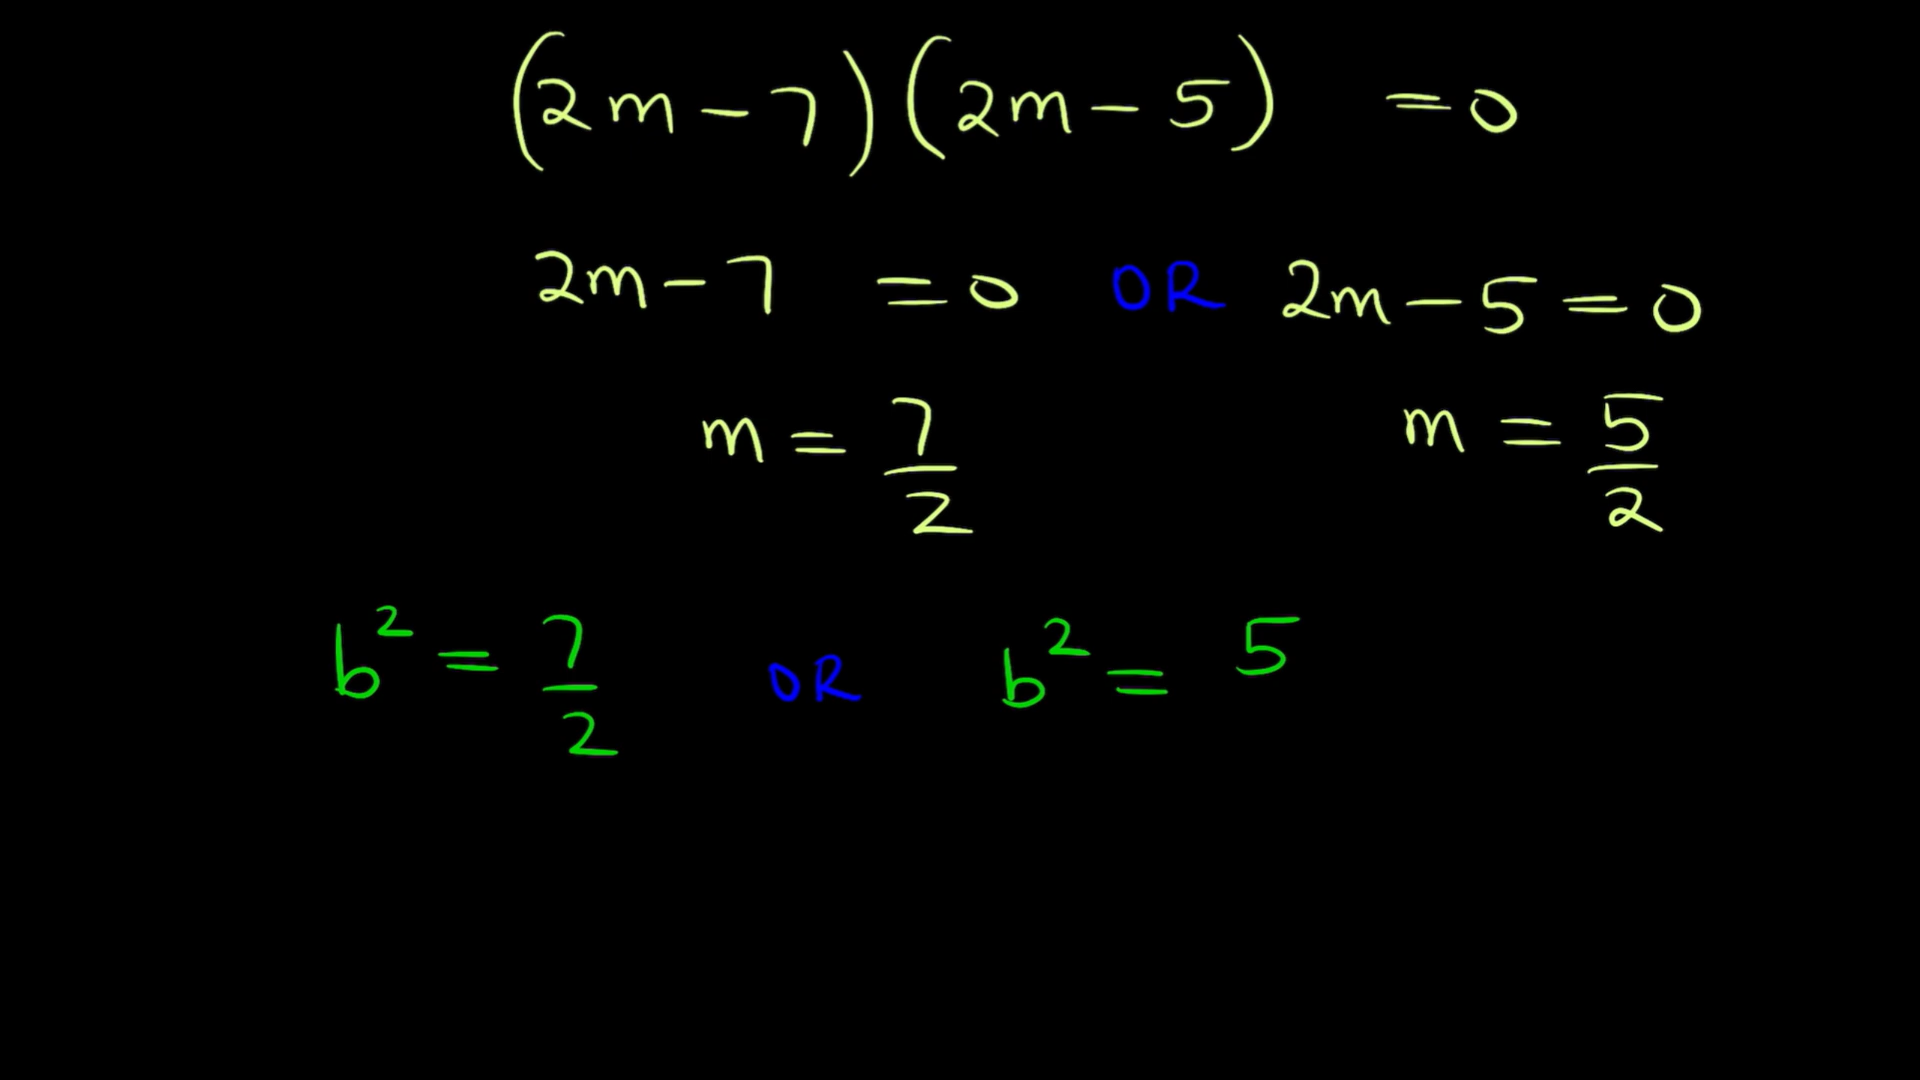 (2m - 7)(2m - 5) = 0
2m - 7 = 0 OR 2m - 5 = 0
m = 7/2 m = 5/2
b² = 7/2 OR b² = 5